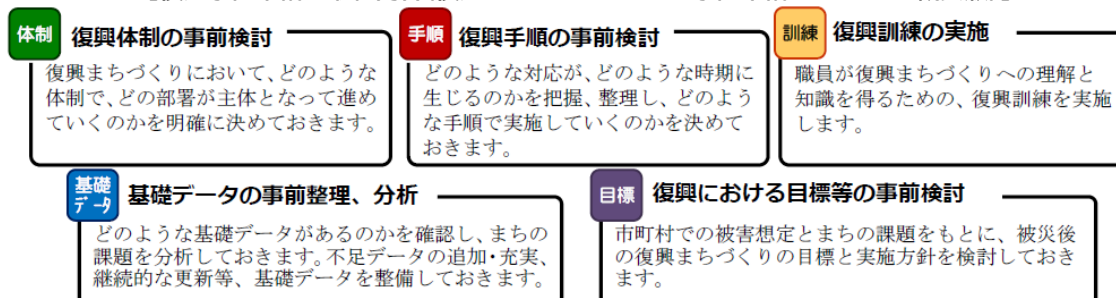 体制 復興体制の事前検討
復興まちづくりにおいて、どのような
体制で、どの部署が主体となって進め
ていくのかを明確に決めておきます。
手順 復興手順の事前検討
どのような対応が、どのような時期に
生じるのかを把握、整理し、どのよう
な手順で実施していくのかを決めて
おきます。
訓練 復興訓練の実施
職員が復興まちづくりへの理解と
知識を得るための、復興訓練を実施
します。
基礎
データ 基礎データの事前整理、分析
どのような基礎データがあるのかを確認し、まちの
課題を分析しておきます。不足データの追加・充実、
継続的な更新等、基礎データを整備しておきます。
目標 復興における目標等の事前検討
市町村での被害想定とまちの課題をもとに、被災後
の復興まちづくりの目標と実施方針を検討しておき
ます。